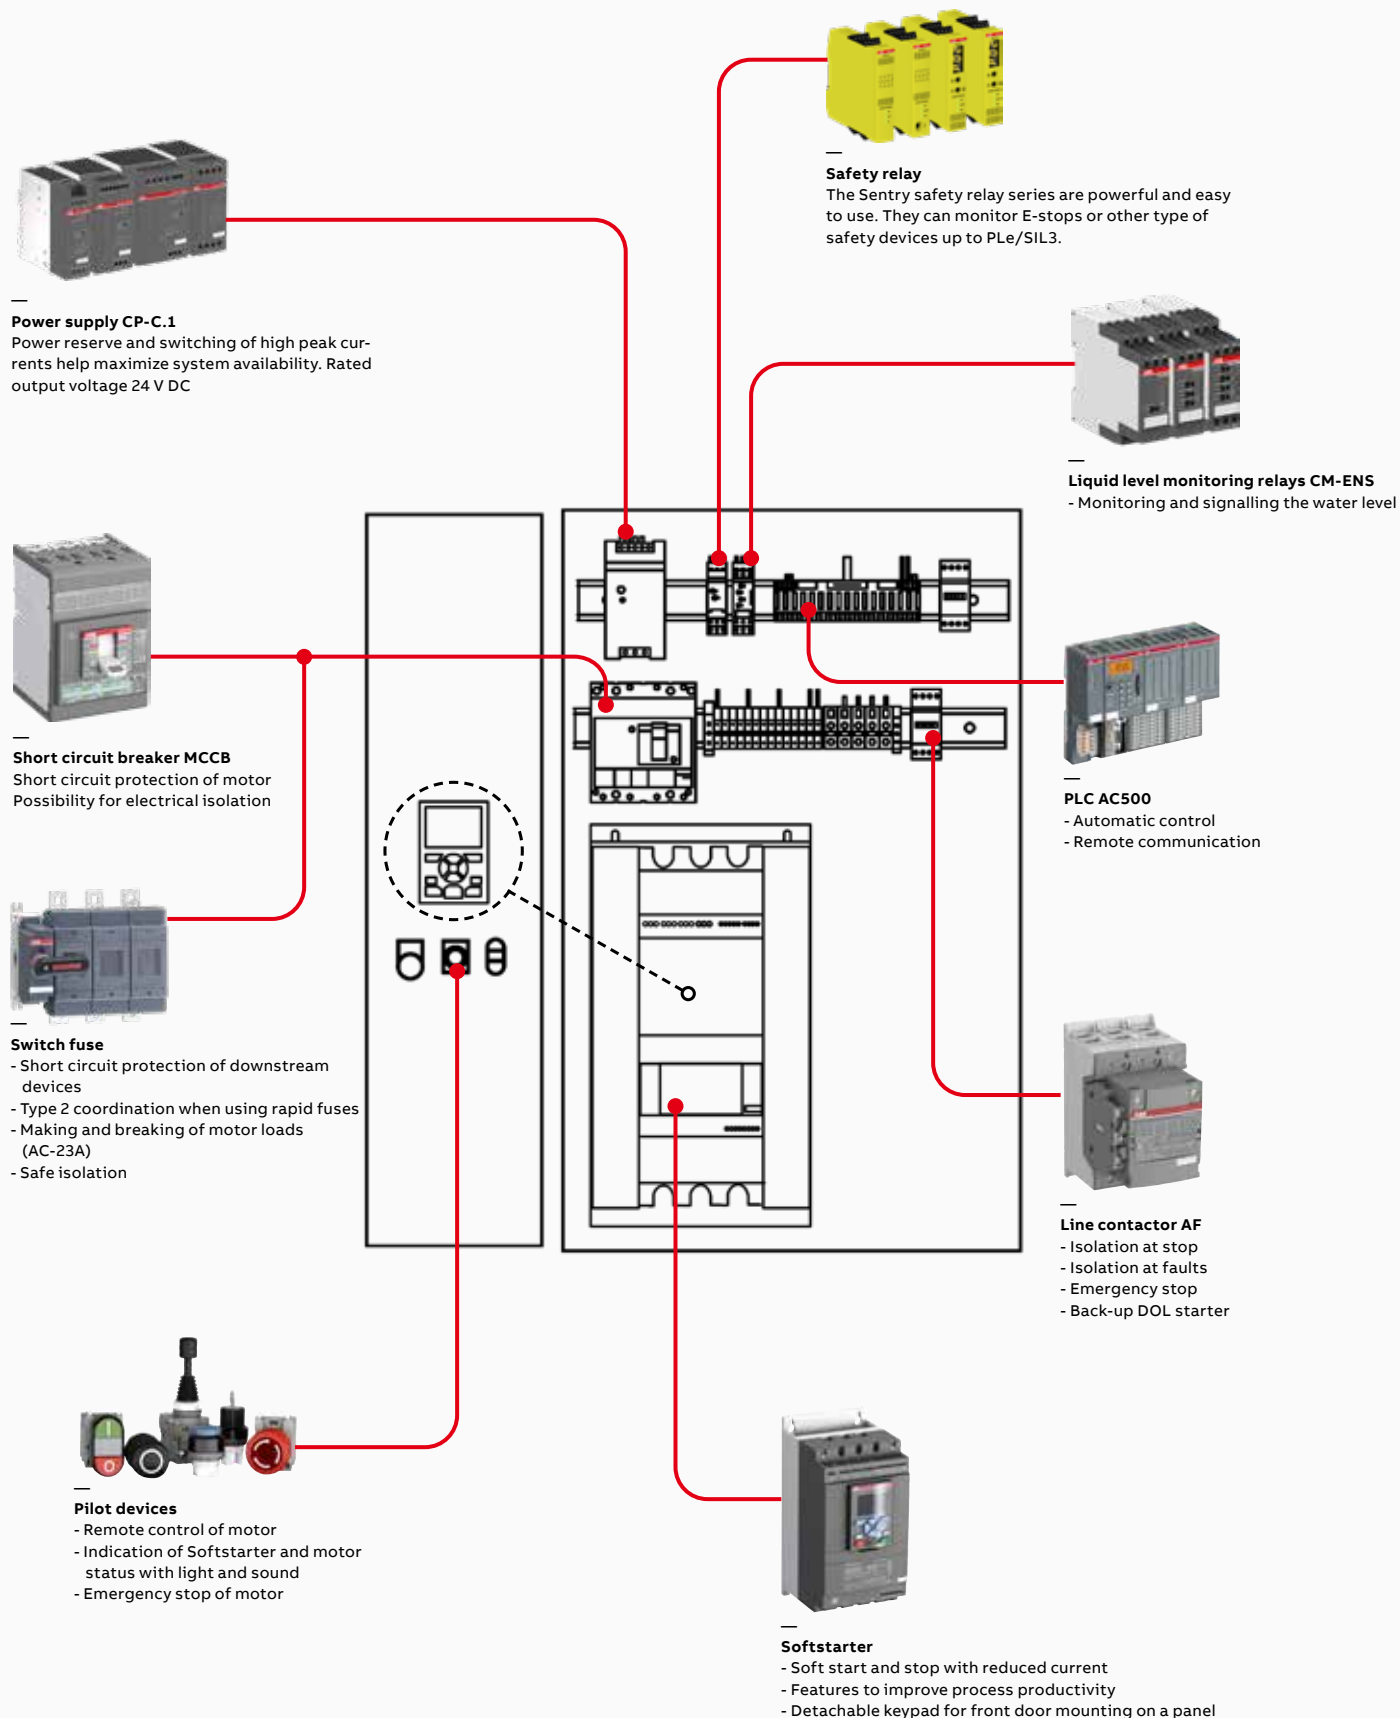 Safety relay
The Sentry safety relay series are powerful and easy
to use. They can monitor E-stops or other type of
safety devices up to PLe/SIL3.
Power supply CP-C.1
Power reserve and switching of high peak cur-
rents help maximize system availability. Rated
output voltage 24 V DC
Liquid level monitoring relays CM-ENS
- Monitoring and signalling the water level
Short circuit breaker MCCB
Short circuit protection of motor
Possibility for electrical isolation
PLC AC500
- Automatic control
- Remote communication
Switch fuse
- Short circuit protection of downstream
devices
- Type 2 coordination when using rapid fuses
- Making and breaking of motor loads
(AC-23A)
- Safe isolation
Line contactor AF
- Isolation at stop
- Isolation at faults
- Emergency stop
- Back-up DOL starter
Pilot devices
- Remote control of motor
- Indication of Softstarter and motor
status with light and sound
- Emergency stop of motor
Softstarter
- Soft start and stop with reduced current
- Features to improve process productivity
- Detachable keypad for front door mounting on a panel